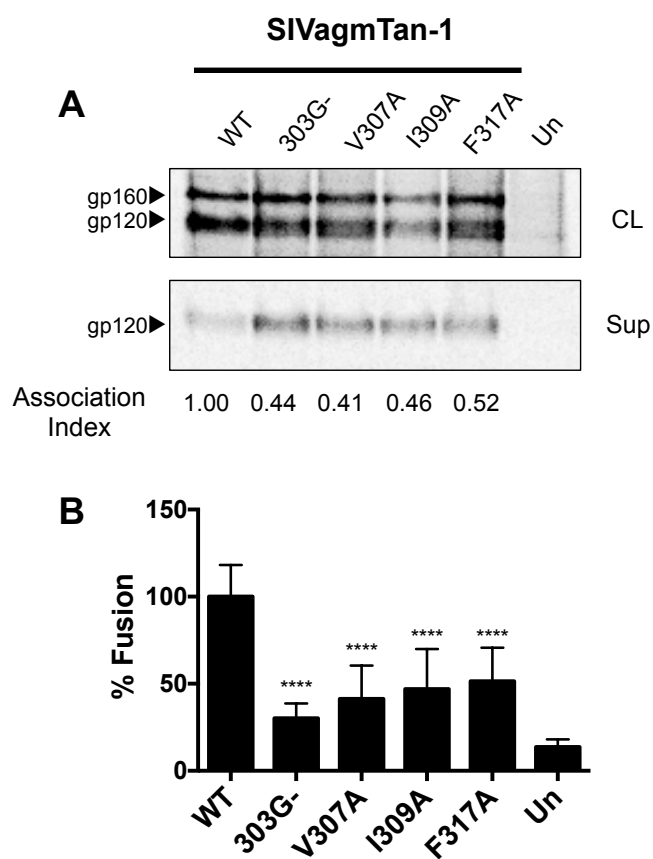 SIVagmTan-1
A
WT 303G- V307A I309A F317A Un
gp160
gp120
CL
gp120
Sup
Association
Index
1.00 0.44 0.41 0.46 0.52
B
% Fusion
150
100
50
0
**** **** **** ****
WT 303G- V307A I309A F317A Un